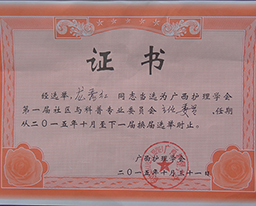 证书
经选举，龙秀红 同志当选为广西护理学会
第一届社区与科普专业委员会 主任委员，任期
从二〇一五年十月至下一届换届选举时止。
广西护理学会
二〇一五年十月三十一日